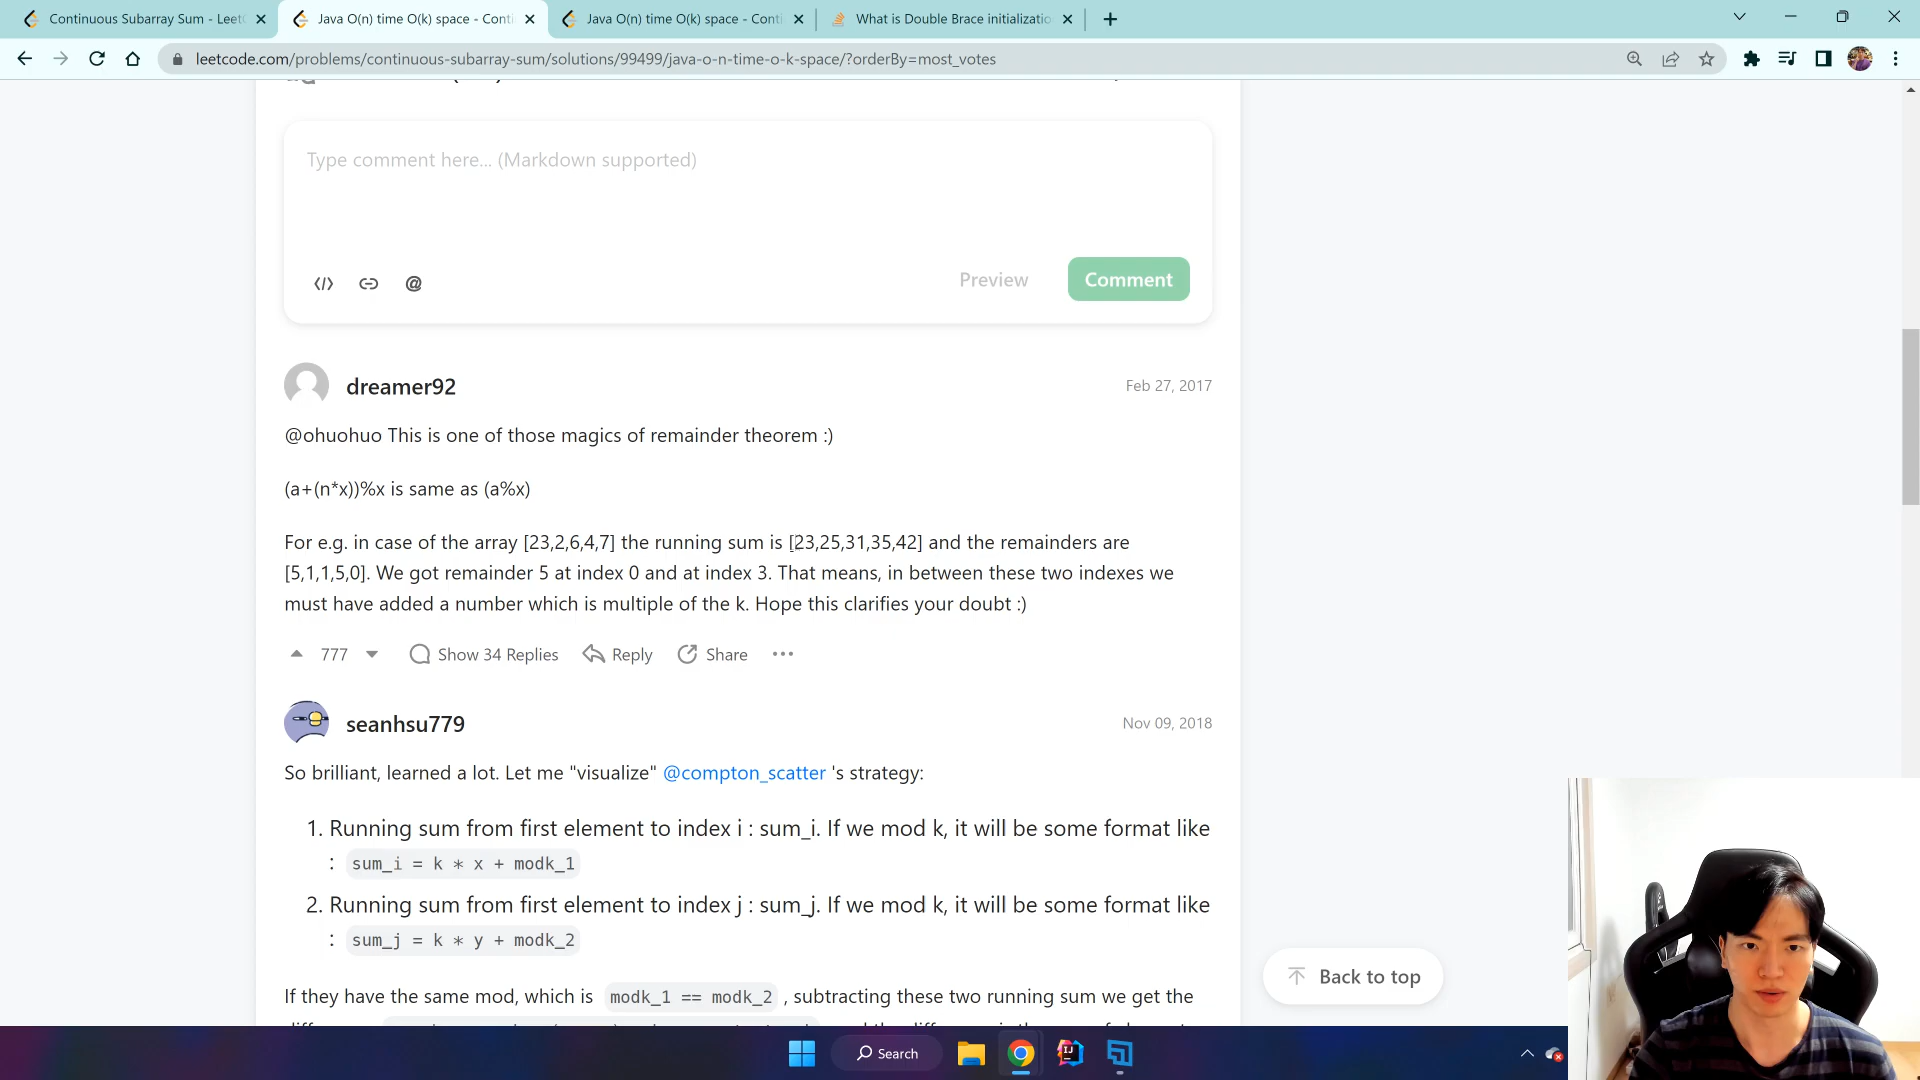 Continuous Subarray Sum - Leet
Java O(n) time O(k) space - Conti
Java O(n) time O(k) space - Conti
What is Double Brace initializatio
leetcode.com/problems/continuous-subarray-sum/solutions/99499/java-o-n-time-o-k-space/?orderBy=most_votes
Type comment here... (Markdown supported)
Preview
Comment
dreamer92
Feb 27, 2017
@ohuohuo This is one of those magics of remainder theorem :)
(a+(n*x))%x is same as (a%x)
For e.g. in case of the array [23,2,6,4,7] the running sum is [23,25,31,35,42] and the remainders are
[5,1,1,5,0]. We got remainder 5 at index 0 and at index 3. That means, in between these two indexes we
must have added a number which is multiple of the k. Hope this clarifies your doubt :)
777
Show 34 Replies
Reply
Share
seanhsu779
Nov 09, 2018
So brilliant, learned a lot. Let me "visualize" @compton_scatter 's strategy:
1. Running sum from first element to index i : sum_i. If we mod k, it will be some format like
: sum_i = k * x + modk_1
2. Running sum from first element to index j : sum_j. If we mod k, it will be some format like
: sum_j = k * y + modk_2
If they have the same mod, which is modk_1 == modk_2 , subtracting these two running sum we get the
Back to top
Search